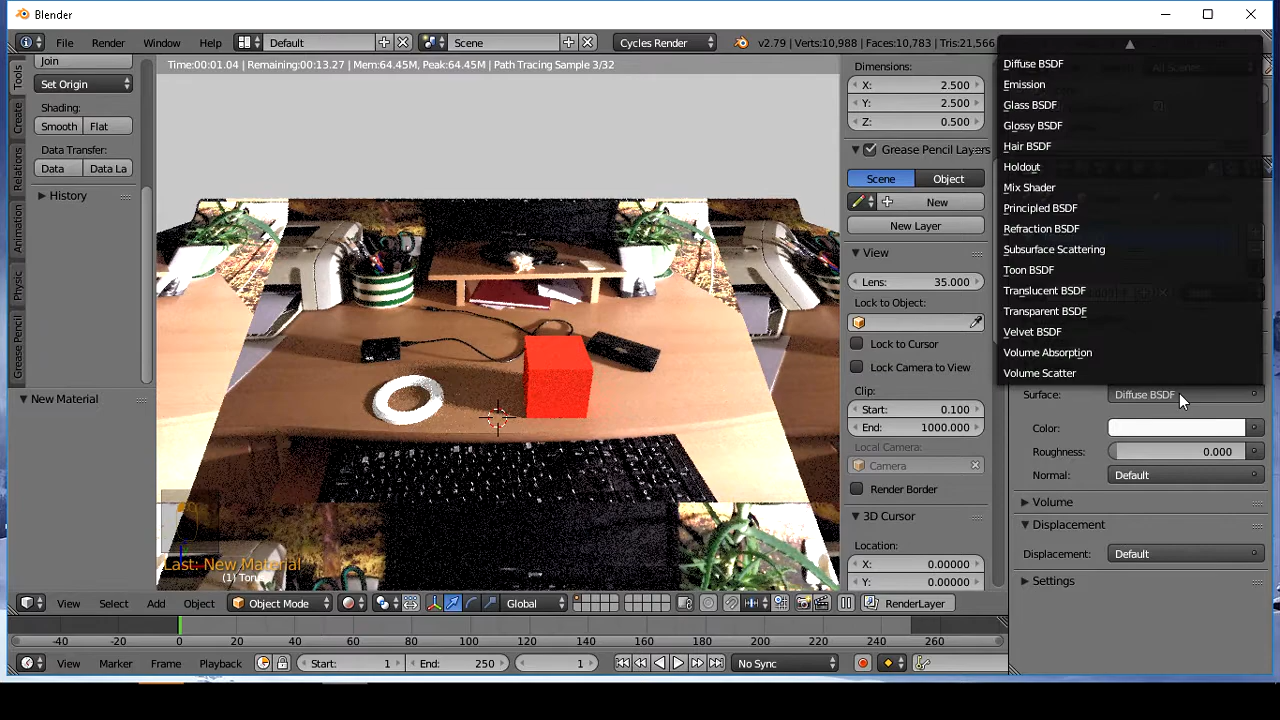 Blender
File Render Window Help Default Scene Cycles Render v2.79 | Verts:10,988 | Faces:10,783 | Tris:21,566
Time:00:01.04 | Remaining:00:13.27 | Mem:64.45M, Peak:64.45M | Path Tracing Sample 3/32
Tools
Create
Relations
Animation
Physic
Grease Pencil
Join
Set Origin
Shading:
Smooth Flat
Data Transfer:
Data Data La
History
New Material
Last: New Material
(1) Torus
Dimensions:
X: 2.500
Y: 2.500
Z: 0.500
Grease Pencil Layers
Scene Object
New
New Layer
View
Lens: 35.000
Lock to Object:
Lock to Cursor
Lock Camera to View
Clip:
Start: 0.100
End: 1000.000
Local Camera:
Camera
Render Border
3D Cursor
Location:
X: 0.00000
Y: 0.00000
All Scenes
Diffuse BSDF
Emission
Glass BSDF
Glossy BSDF
Hair BSDF
Holdout
Mix Shader
Principled BSDF
Refraction BSDF
Subsurface Scattering
Toon BSDF
Translucent BSDF
Transparent BSDF
Velvet BSDF
Volume Absorption
Volume Scatter
Surface: Diffuse BSDF
Color:
Roughness: 0.000
Normal: Default
Volume
Displacement
Displacement: Default
Settings
View Select Add Object Object Mode Global RenderLayer
-40 -20 0 20 40 60 80 100 120 140 160 180 200 220 240 260
View Marker Frame Playback Start: 1 End: 250 1 No Sync